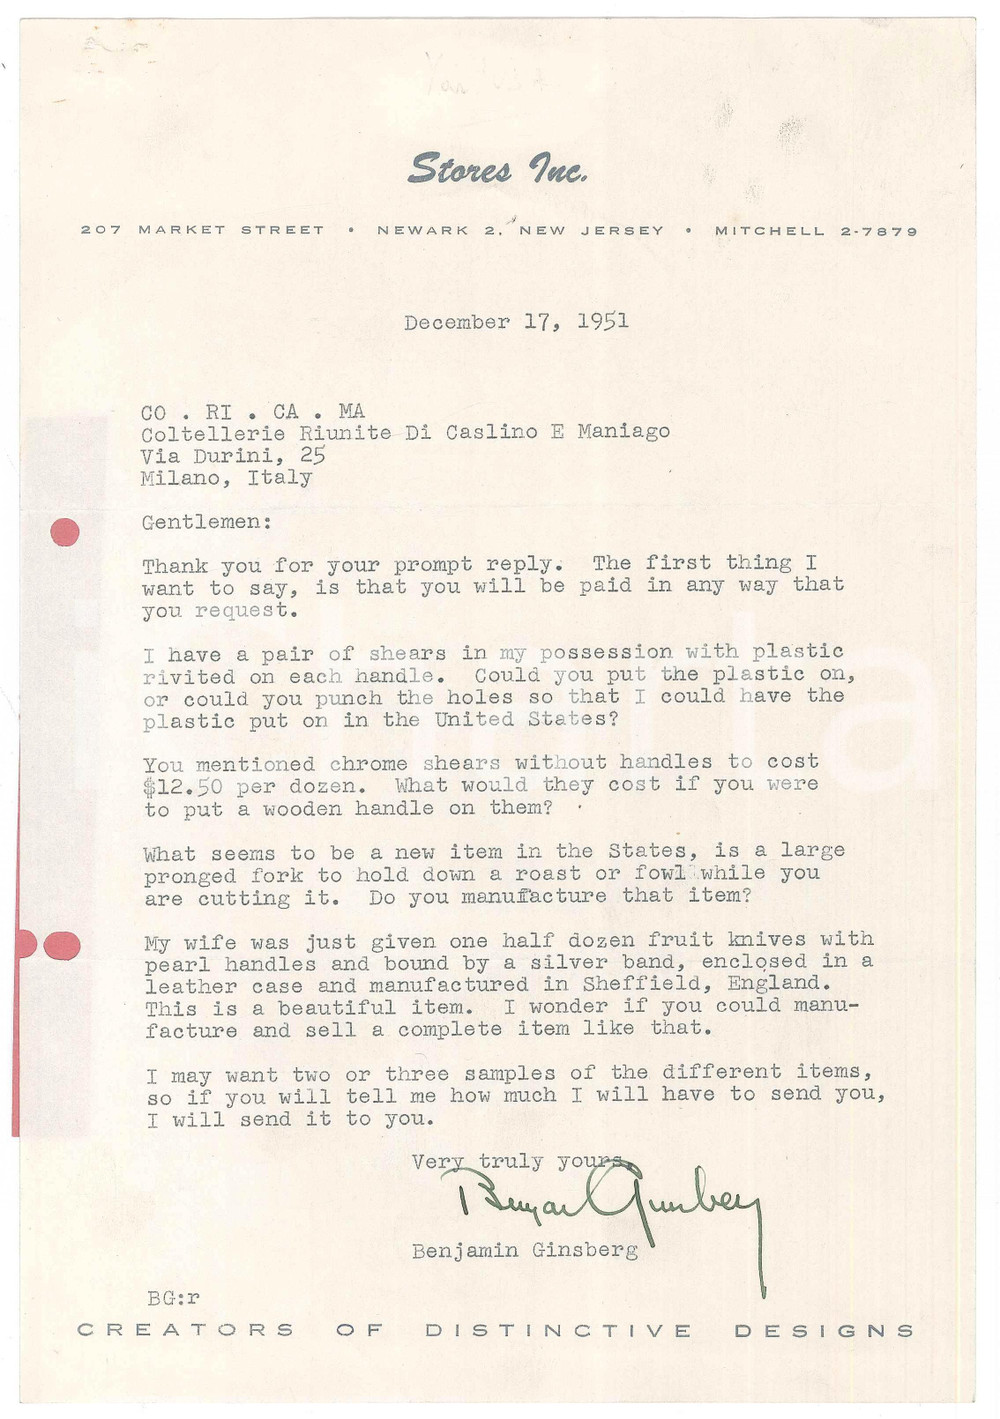 Stores Inc.
207 MARKET STREET • NEWARK 2, NEW JERSEY • MITCHELL 2-7879
December 17, 1951
CO . RI . CA . MA
Coltellerie Riunite Di Caslino E Maniago
Via Durini, 25
Milano, Italy
Gentlemen:
Thank you for your prompt reply. The first thing I
want to say, is that you will be paid in any way that
you request.
I have a pair of shears in my possession with plastic
rivited on each handle. Could you put the plastic on,
or could you punch the holes so that I could have the
plastic put on in the United States?
You mentioned chrome shears without handles to cost
$12.50 per dozen. What would they cost if you were
to put a wooden handle on them?
What seems to be a new item in the States, is a large
pronged fork to hold down a roast or fowl while you
are cutting it. Do you manufacture that item?
My wife was just given one half dozen fruit knives with
pearl handles and bound by a silver band, enclosed in a
leather case and manufactured in Sheffield, England.
This is a beautiful item. I wonder if you could manu-
facture and sell a complete item like that.
I may want two or three samples of the different items,
so if you will tell me how much I will have to send you,
I will send it to you.
Very truly yours,
Benjamin Ginsberg
Benjamin Ginsberg
BG:r
CREATORS OF DISTINCTIVE DESIGNS